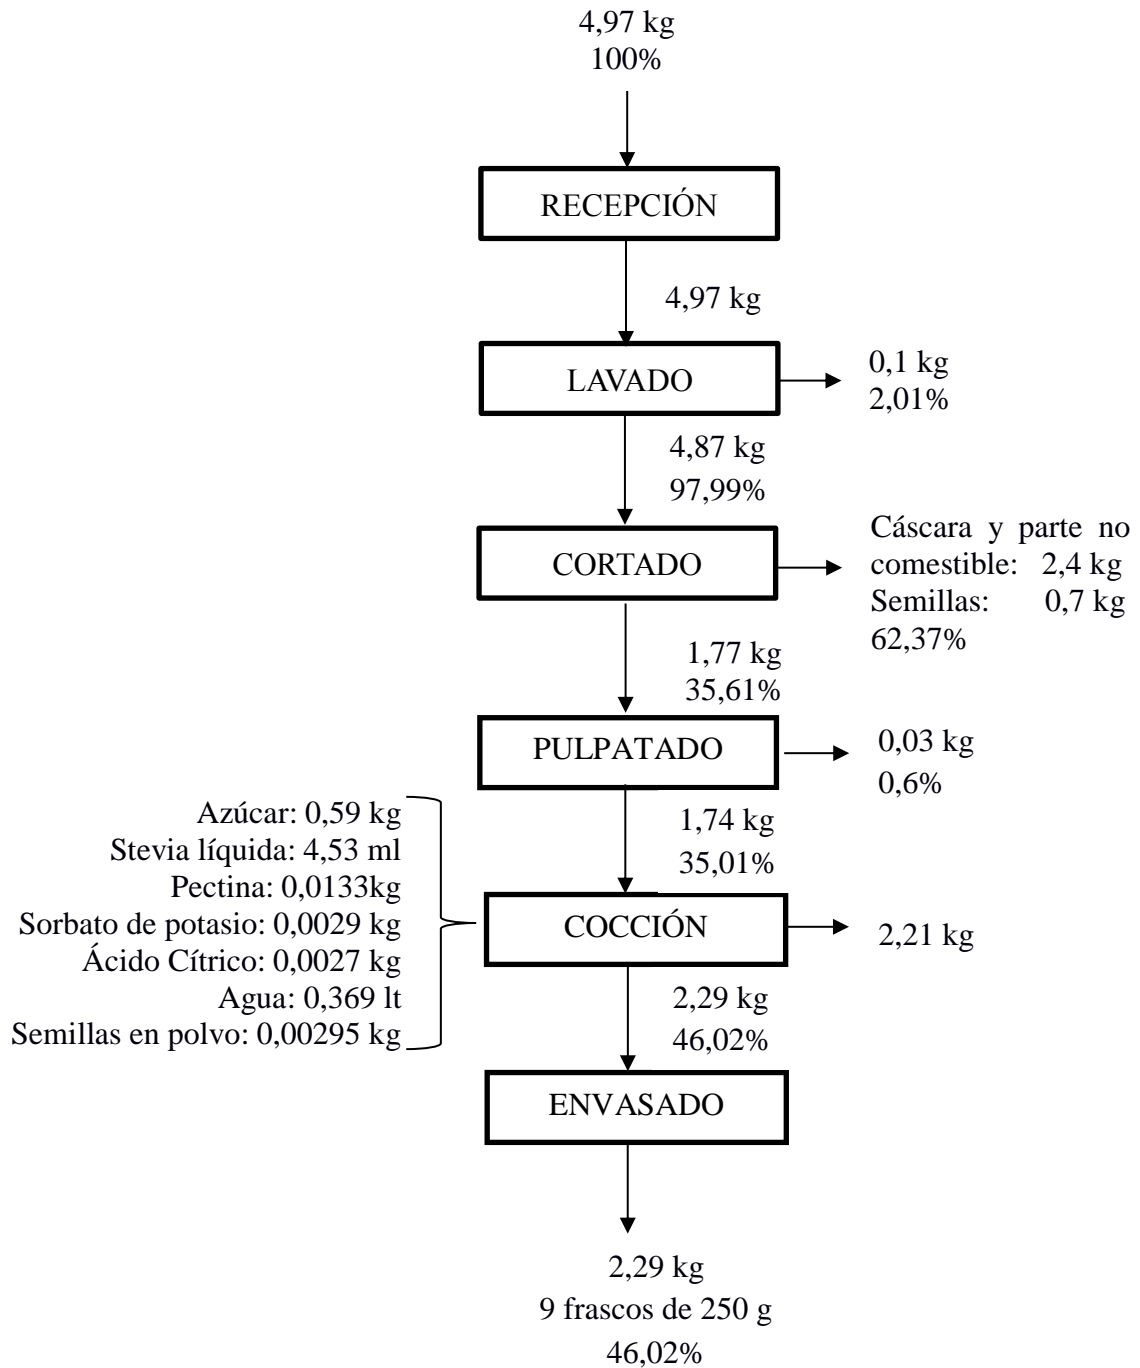 4,97 kg
100%
RECEPCIÓN
4,97 kg
LAVADO
0,1 kg
2,01%
4,87 kg
97,99%
CORTADO
Cáscara y parte no
comestible: 2,4 kg
Semillas: 0,7 kg
62,37%
1,77 kg
35,61%
PULPATADO
0,03 kg
0,6%
1,74 kg
35,01%
Azúcar: 0,59 kg
Stevia líquida: 4,53 ml
Pectina: 0,0133kg
Sorbato de potasio: 0,0029 kg
Ácido Cítrico: 0,0027 kg
Agua: 0,369 lt
Semillas en polvo: 0,00295 kg
COCCIÓN
2,21 kg
2,29 kg
46,02%
ENVASADO
2,29 kg
9 frascos de 250 g
46,02%